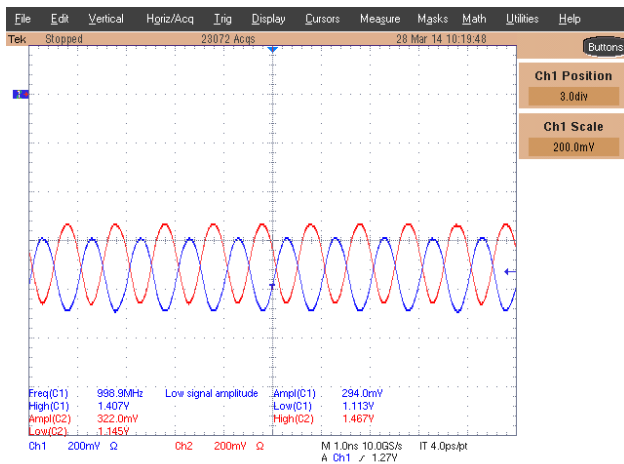 File Edit Vertical Horiz/Acq Trig Display Cursors Measure Masks Math Utilities Help
Tek Stopped 23072 Acqs 28 Mar 14 10:19:48
Buttons
Ch1 Position
3.0div
Ch1 Scale
200.0mV
Freq(C1) 998.9MHz Low signal amplitude Ampl(C1) 294.0mV
High(C1) 1.407V Low(C1) 1.113V
Ampl(C2) 322.0mV High(C2) 1.467V
Low(C2) 1.145V
Ch1 200mV Ω Ch2 200mV Ω M 1.0ns 10.0GS/s IT 4.0ps/pt
A Ch1 ∕ 1.27V